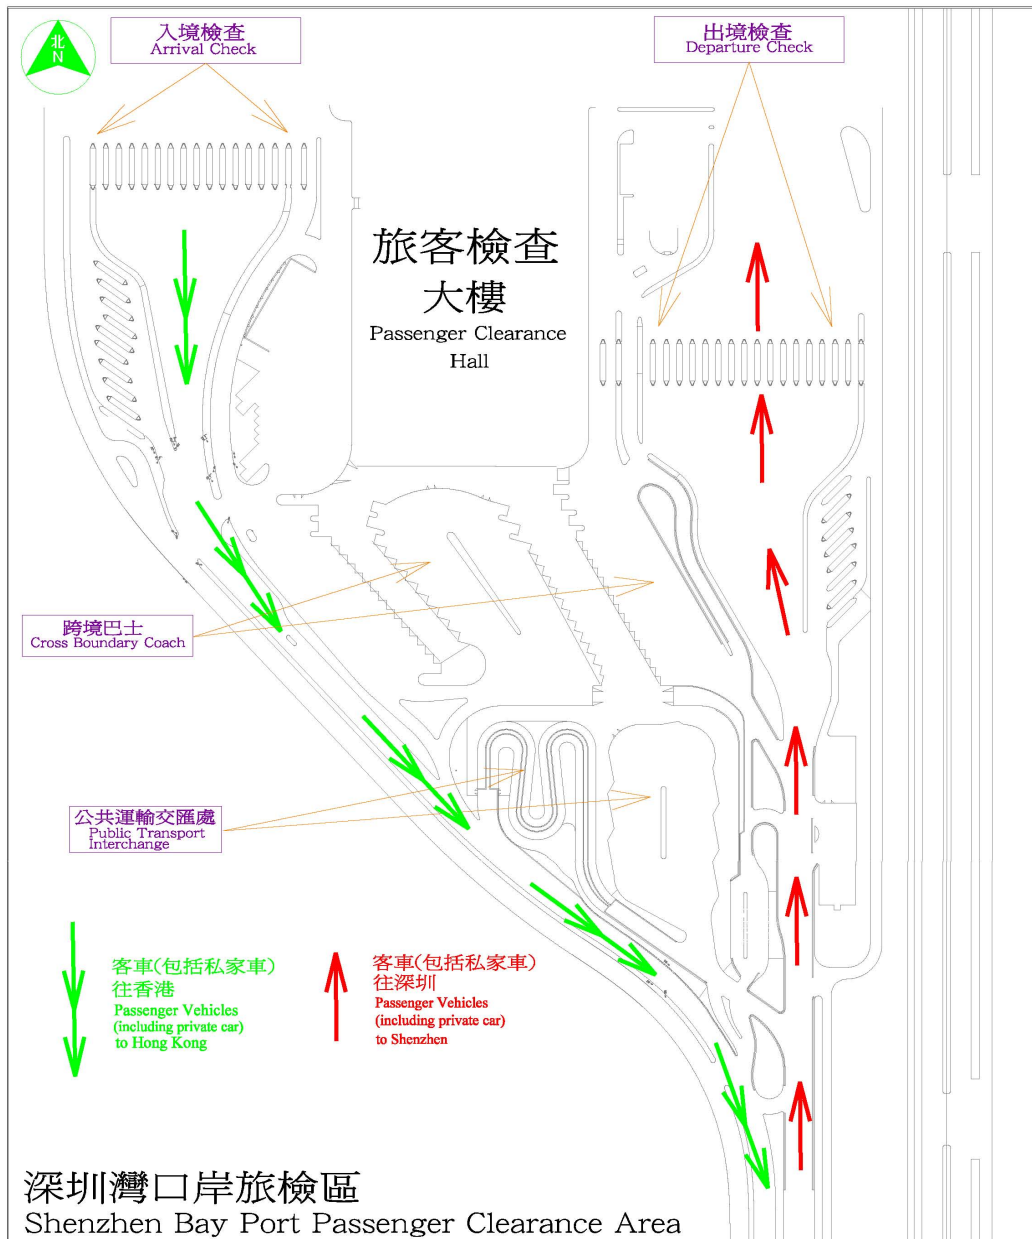 北
N
入境檢查
Arrival Check
出境檢查
Departure Check
旅客檢查
大樓
Passenger Clearance
Hall
跨境巴士
Cross Boundary Coach
公共運輸交匯處
Public Transport
Interchange
客車(包括私家車)
往香港
Passenger Vehicles
(including private car)
to Hong Kong
客車(包括私家車)
往深圳
Passenger Vehicles
(including private car)
to Shenzhen
深圳灣口岸旅檢區
Shenzhen Bay Port Passenger Clearance Area